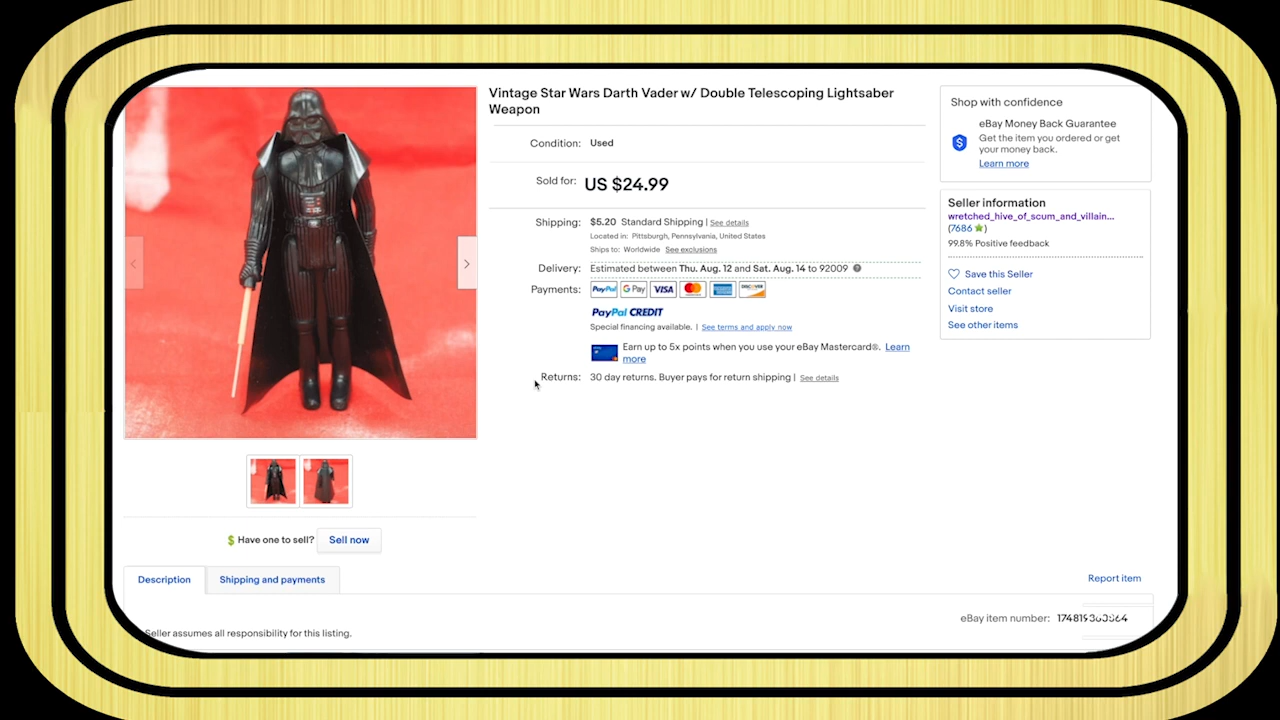 Vintage Star Wars Darth Vader w/ Double Telescoping Lightsaber
Weapon
Condition: Used
Sold for: US $24.99
Shipping: $5.20 Standard Shipping | See details
Located in: Pittsburgh, Pennsylvania, United States
Ships to: Worldwide See exclusions
Delivery: Estimated between Thu. Aug. 12 and Sat. Aug. 14 to 92009 ?
Payments: PayPal G Pay VISA MasterCard AMERICAN EXPRESS DISCOVER
PayPal CREDIT
Special financing available. | See terms and apply now
Earn up to 5x points when you use your eBay Mastercard®. Learn
more
Returns: 30 day returns. Buyer pays for return shipping | See details
Shop with confidence
eBay Money Back Guarantee
Get the item you ordered or get
your money back.
Learn more
Seller information
wretched_hive_of_scum_and_villain...
(7686)
99.8% Positive feedback
Save this Seller
Contact seller
Visit store
See other items
$ Have one to sell? Sell now
Description
Shipping and payments
Report item
eBay item number:
Seller assumes all responsibility for this listing.